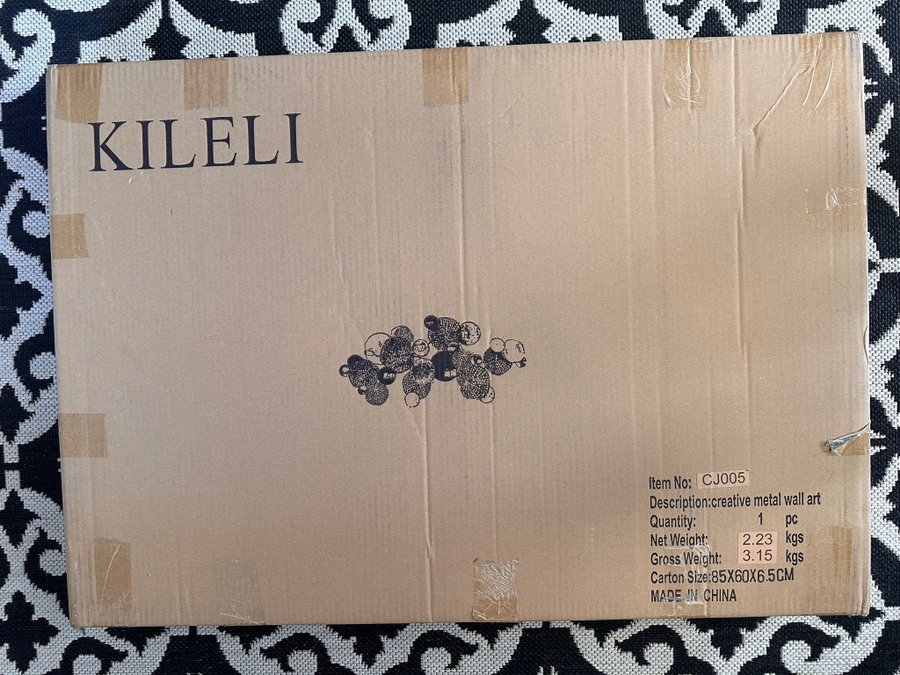 KILELI
Item No: CJ005
Description:creative metal wall art
Quantity: 1 pc
Net Weight: 2.23 kgs
Gross Weight: 3.15 kgs
Carton Size:85X60X6.5CM
MADE IN CHINA